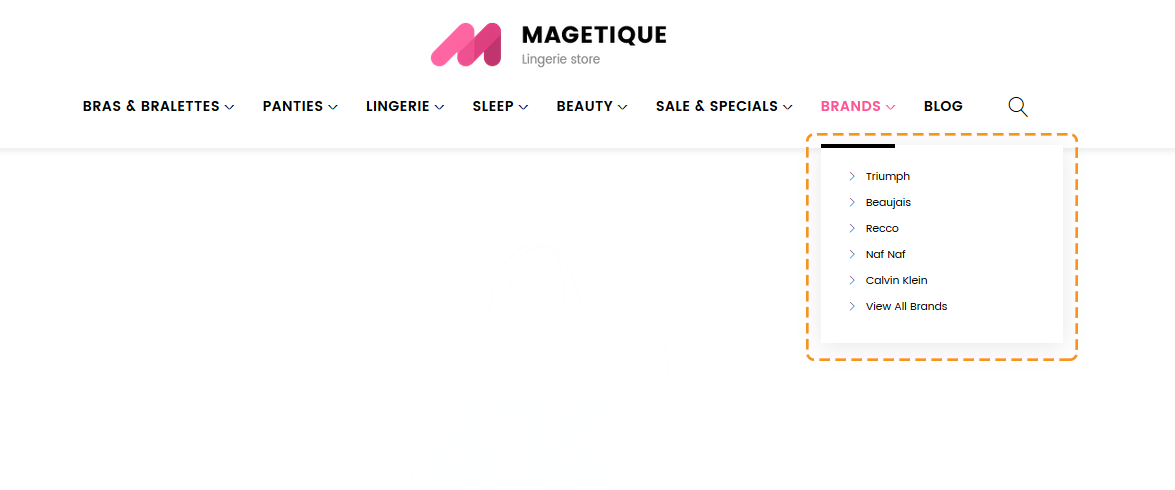 MAGETIQUE
Lingerie store
BRAS & BRALETTES PANTIES LINGERIE SLEEP BEAUTY SALE & SPECIALS BRANDS BLOG
Triumph
Beaujais
Recco
Naf Naf
Calvin Klein
View All Brands